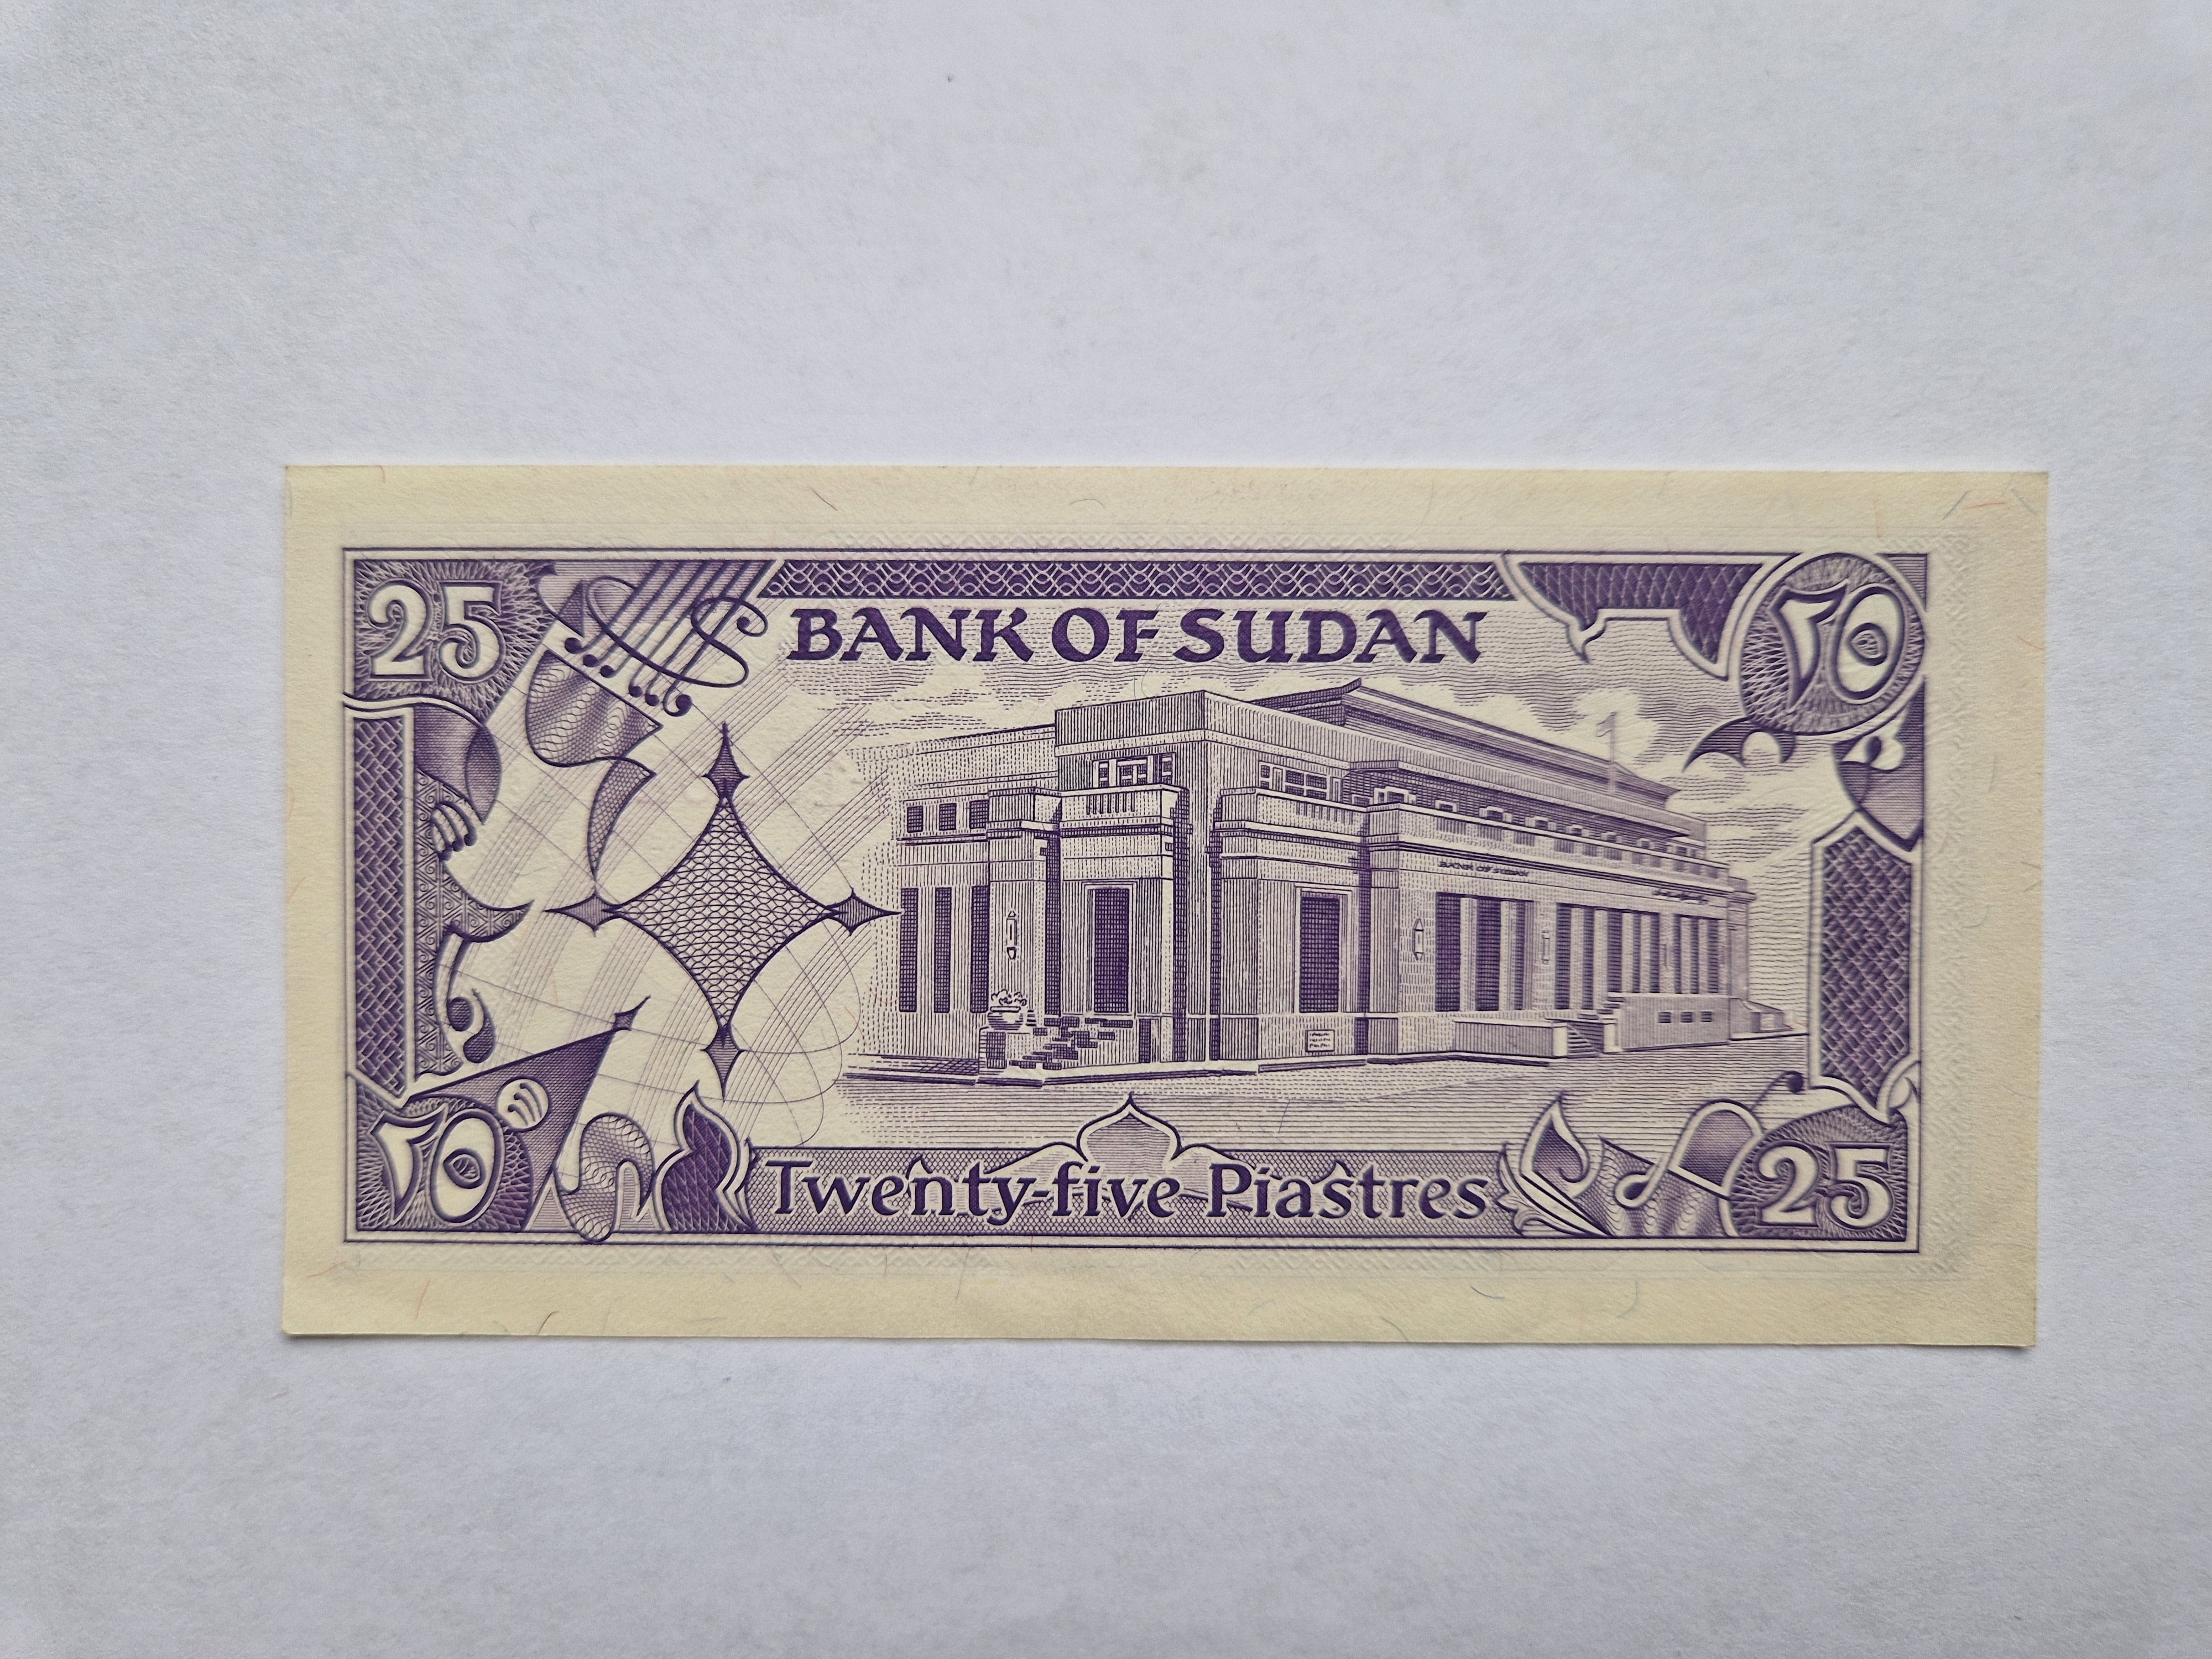 25
BANK OF SUDAN
٢٥
BANK OF SUDAN
٢٥
Twenty-five Piastres
25